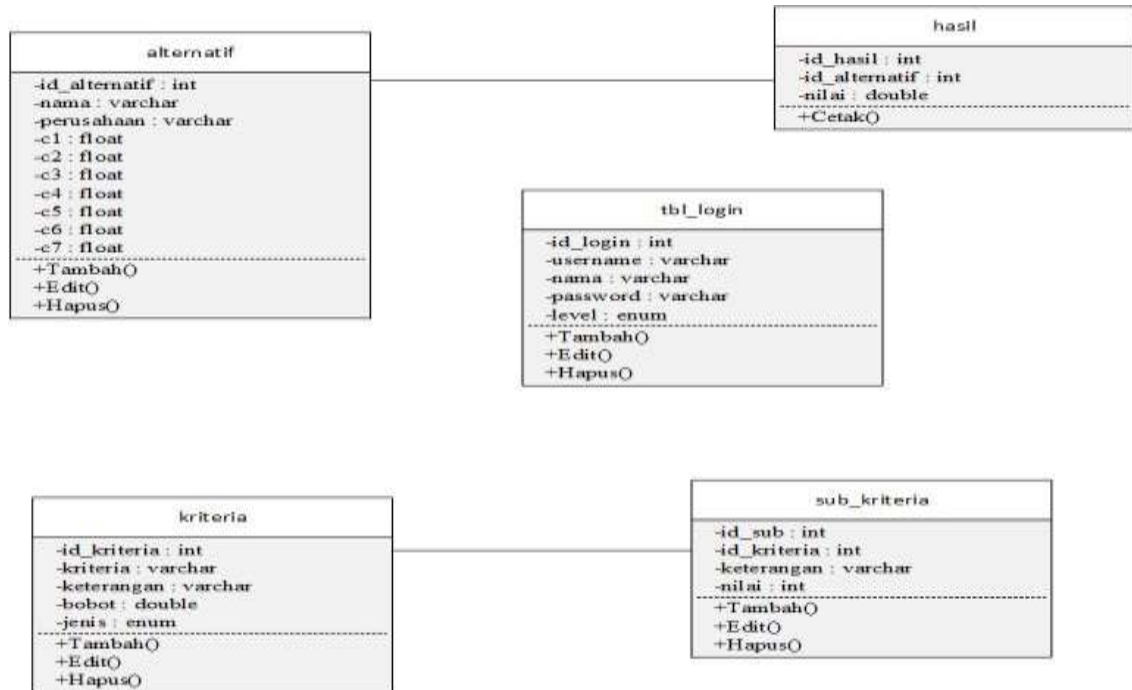 alternatif
-id_alternatif : int
-nama : varchar
-perusahaan : varchar
-c1 : float
-c2 : float
-c3 : float
-c4 : float
-c5 : float
-c6 : float
-c7 : float
+Tambah()
+Edit()
+Hapus()
hasil
-id_hasil : int
-id_alternatif : int
-nilai : double
+Cetak()
tbl_login
-id_login : int
-username : varchar
-nama : varchar
-password : varchar
-level : enum
+Tambah()
+Edit()
+Hapus()
kriteria
-id_kriteria : int
-kriteria : varchar
-keterangan : varchar
-bobot : double
-jenis : enum
+Tambah()
+Edit()
+Hapus()
sub_kriteria
-id_sub : int
-id_kriteria : int
-keterangan : varchar
-nilai : int
+Tambah()
+Edit()
+Hapus()